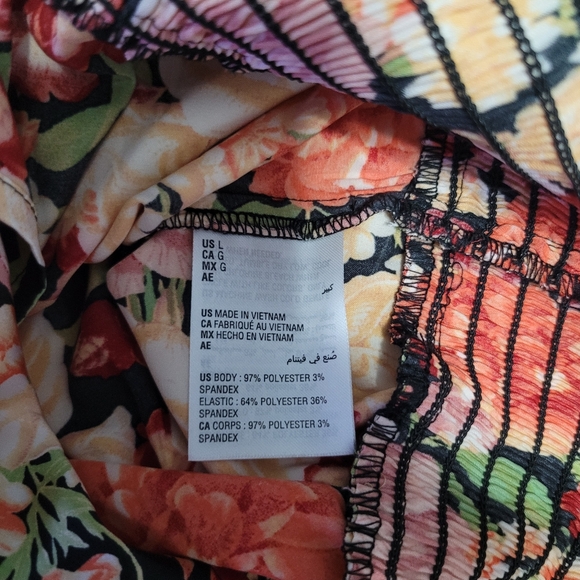 US L
CA G
MX G
AE
كبير
US MADE IN VIETNAM
CA FABRIQUÉ AU VIETNAM
MX HECHO EN VIETNAM
AE
صُنع في فيتنام
US BODY : 97% POLYESTER 3%
SPANDEX
ELASTIC : 64% POLYESTER 36%
SPANDEX
CA CORPS : 97% POLYESTER 3%
SPANDEX